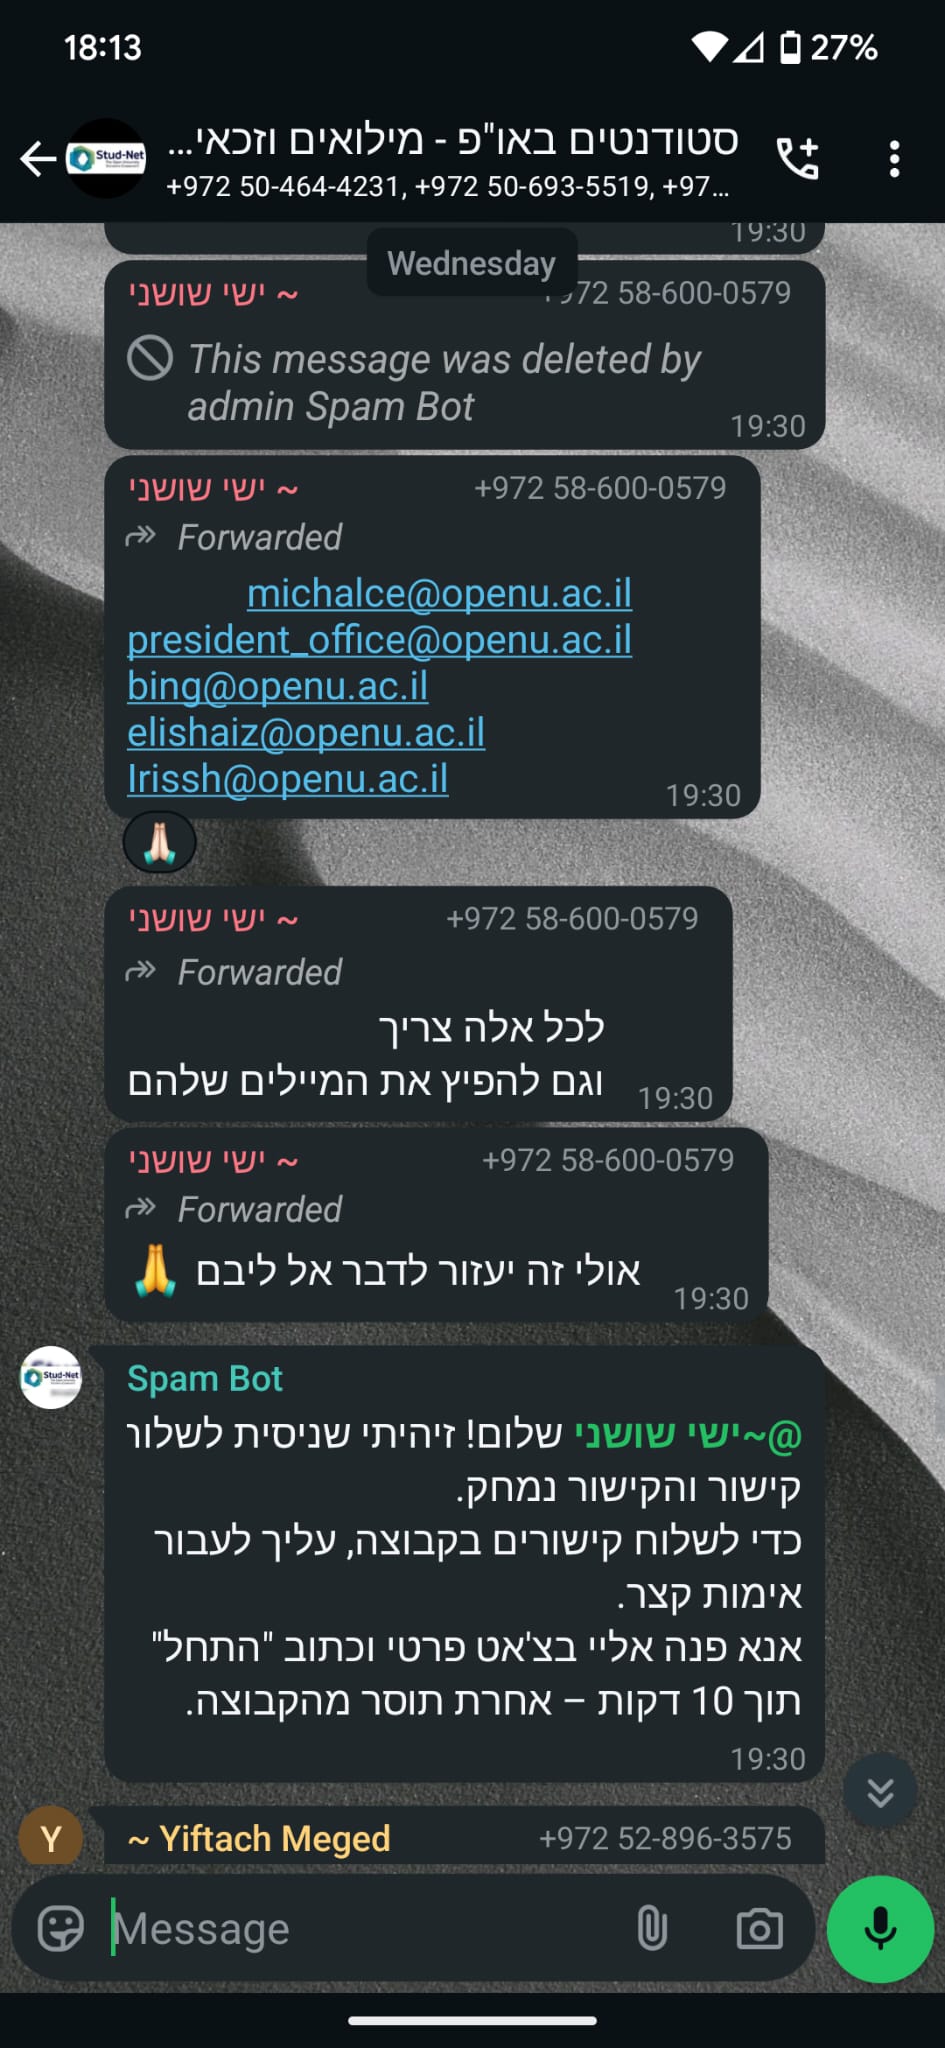 18:13
27%
סטודנטים באו"פ - מילואים וזכאי...
+972 50-464-4231, +972 50-693-5519, +97...
19:30
Wednesday
~ ישי שושני
972 58-600-0579
This message was deleted by
admin Spam Bot
19:30
~ ישי שושני
+972 58-600-0579
Forwarded
michalce@openu.ac.il
president_office@openu.ac.il
bing@openu.ac.il
elishaiz@openu.ac.il
Irissh@openu.ac.il
19:30
🙏🏻
~ ישי שושני
+972 58-600-0579
Forwarded
לכל אלה צריך
וגם להפיץ את המיילים שלהם
19:30
~ ישי שושני
+972 58-600-0579
Forwarded
אולי זה יעזור לדבר אל ליבם 🙏
19:30
Stud-Net
Spam Bot
@~ישי שושני שלום! זיהיתי שניסית לשלוח
קישור והקישור נמחק.
כדי לשלוח קישורים בקבוצה, עליך לעבור
אימות קצר.
אנא פנה אליי בצ'אט פרטי וכתוב "התחל"
תוך 10 דקות – אחרת תוסר מהקבוצה.
19:30
Y
~ Yiftach Meged
+972 52-896-3575
Message